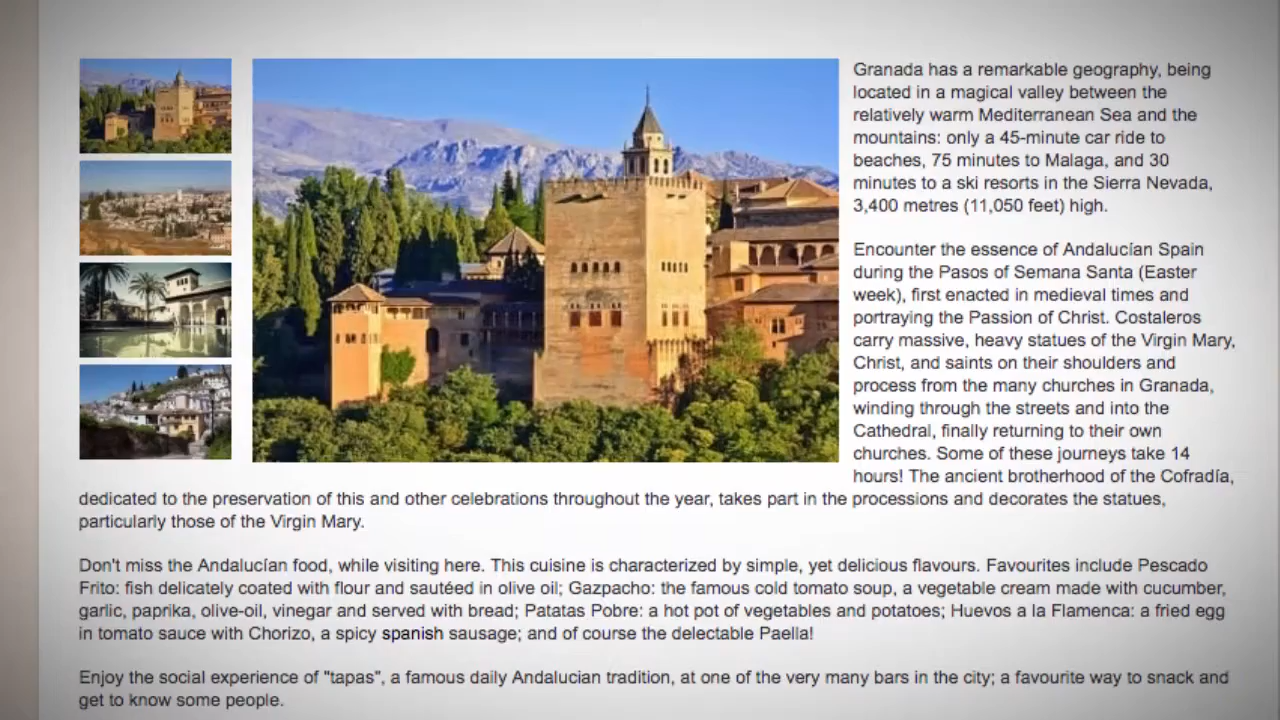 Granada has a remarkable geography, being
located in a magical valley between the
relatively warm Mediterranean Sea and the
mountains: only a 45-minute car ride to
beaches, 75 minutes to Malaga, and 30
minutes to a ski resorts in the Sierra Nevada,
3,400 metres (11,050 feet) high.
Encounter the essence of Andalucían Spain
during the Pasos of Semana Santa (Easter
week), first enacted in medieval times and
portraying the Passion of Christ. Costaleros
carry massive, heavy statues of the Virgin Mary,
Christ, and saints on their shoulders and
process from the many churches in Granada,
winding through the streets and into the
Cathedral, finally returning to their own
churches. Some of these journeys take 14
hours! The ancient brotherhood of the Cofradía,
dedicated to the preservation of this and other celebrations throughout the year, takes part in the processions and decorates the statues,
particularly those of the Virgin Mary.
Don't miss the Andalucían food, while visiting here. This cuisine is characterized by simple, yet delicious flavours. Favourites include Pescado
Frito: fish delicately coated with flour and sautéed in olive oil; Gazpacho: the famous cold tomato soup, a vegetable cream made with cucumber,
garlic, paprika, olive-oil, vinegar and served with bread; Patatas Pobre: a hot pot of vegetables and potatoes; Huevos a la Flamenca: a fried egg
in tomato sauce with Chorizo, a spicy spanish sausage; and of course the delectable Paella!
Enjoy the social experience of "tapas", a famous daily Andalucian tradition, at one of the very many bars in the city; a favourite way to snack and
get to know some people.